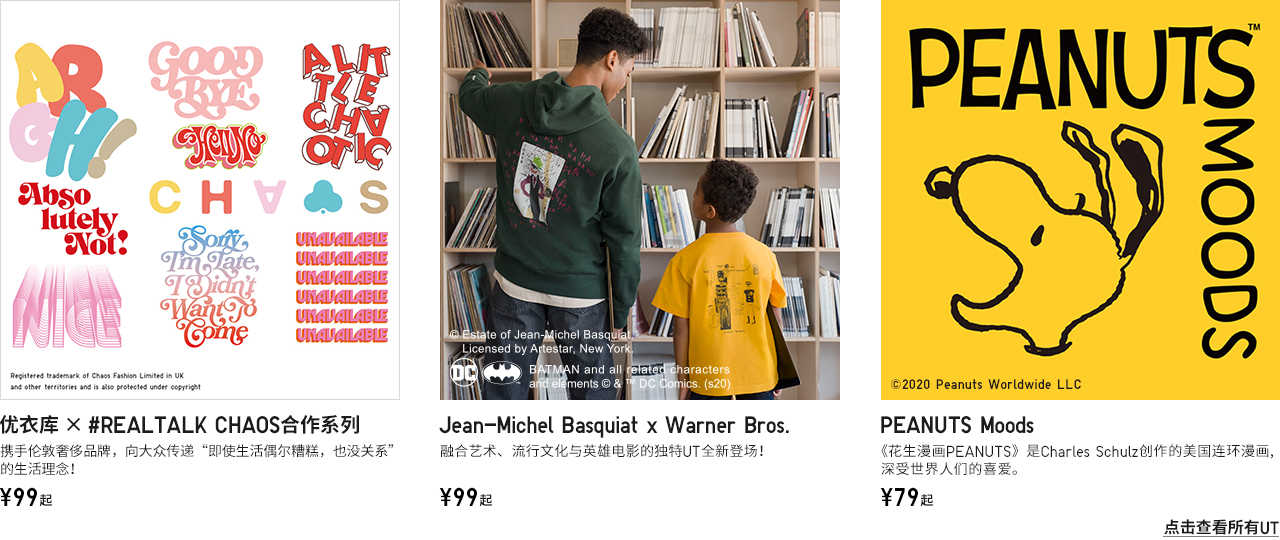 ARGH!
GOOD
BYE
Hell No
A LIT
TLE
CHA
OTIC
Abso
lutely
Not!
CHAOS
Sorry,
I'm Late,
I Didn't
Want To
Come
UNAVAILABLE
UNAVAILABLE
UNAVAILABLE
UNAVAILABLE
UNAVAILABLE
UNAVAILABLE
NICE
Registered trademark of Chaos Fashion Limited in UK
and other territories and is also protected under copyright
© Estate of Jean-Michel Basquiat.
Licensed by Artestar, New York.
DC
BATMAN and all related characters
and elements © & ™ DC Comics. (s20)
PEANUTS™
MOODS
©2020 Peanuts Worldwide LLC
优衣库 × #REALTALK CHAOS合作系列
携手伦敦奢侈品牌，向大众传递“即使生活偶尔糟糕，也没关系”
的生活理念！
¥99起
Jean-Michel Basquiat x Warner Bros.
融合艺术、流行文化与英雄电影的独特UT全新登场！
¥99起
PEANUTS Moods
《花生漫画PEANUTS》是Charles Schulz创作的美国连环漫画，
深受世界人们的喜爱。
¥79起
点击查看所有UT